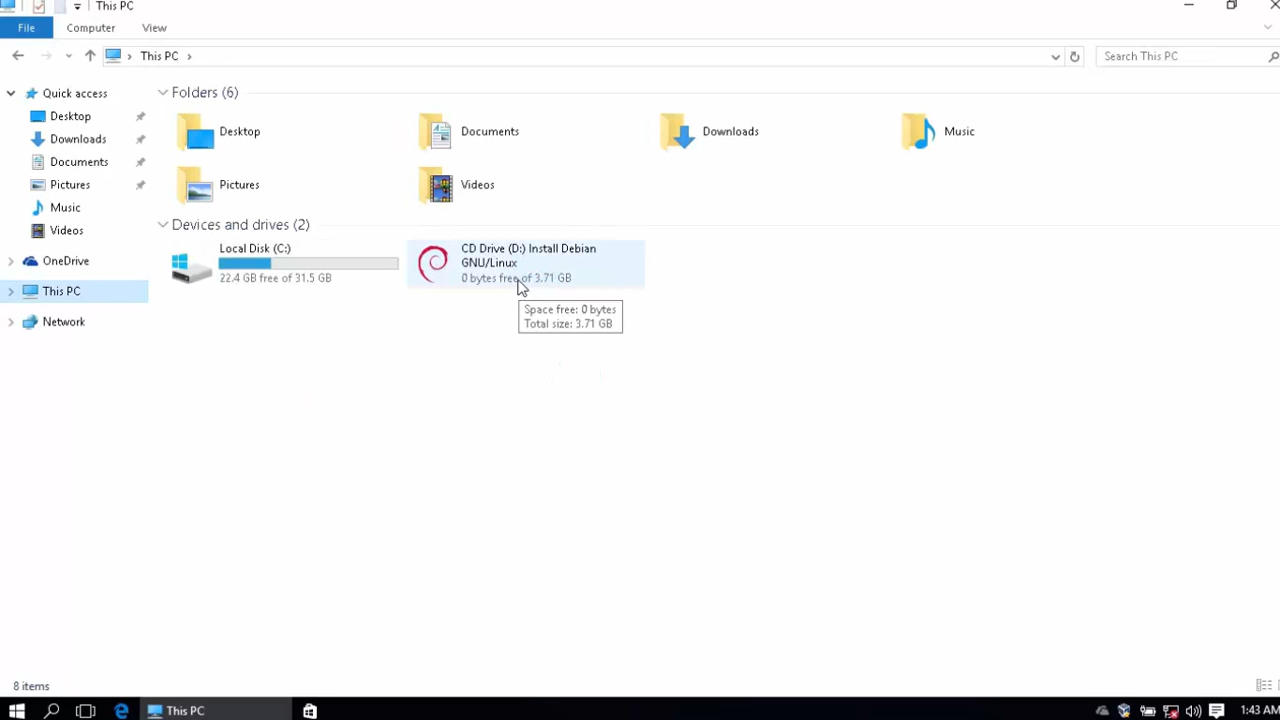 This PC
File
Computer
View
This PC
Search This PC
Quick access
Desktop
Downloads
Documents
Pictures
Music
Videos
OneDrive
This PC
Network
Folders (6)
Desktop
Documents
Downloads
Music
Pictures
Videos
Devices and drives (2)
Local Disk (C:)
22.4 GB free of 31.5 GB
CD Drive (D:) Install Debian
GNU/Linux
0 bytes free of 3.71 GB
Space free: 0 bytes
Total size: 3.71 GB
8 items
This PC
1:43 AM